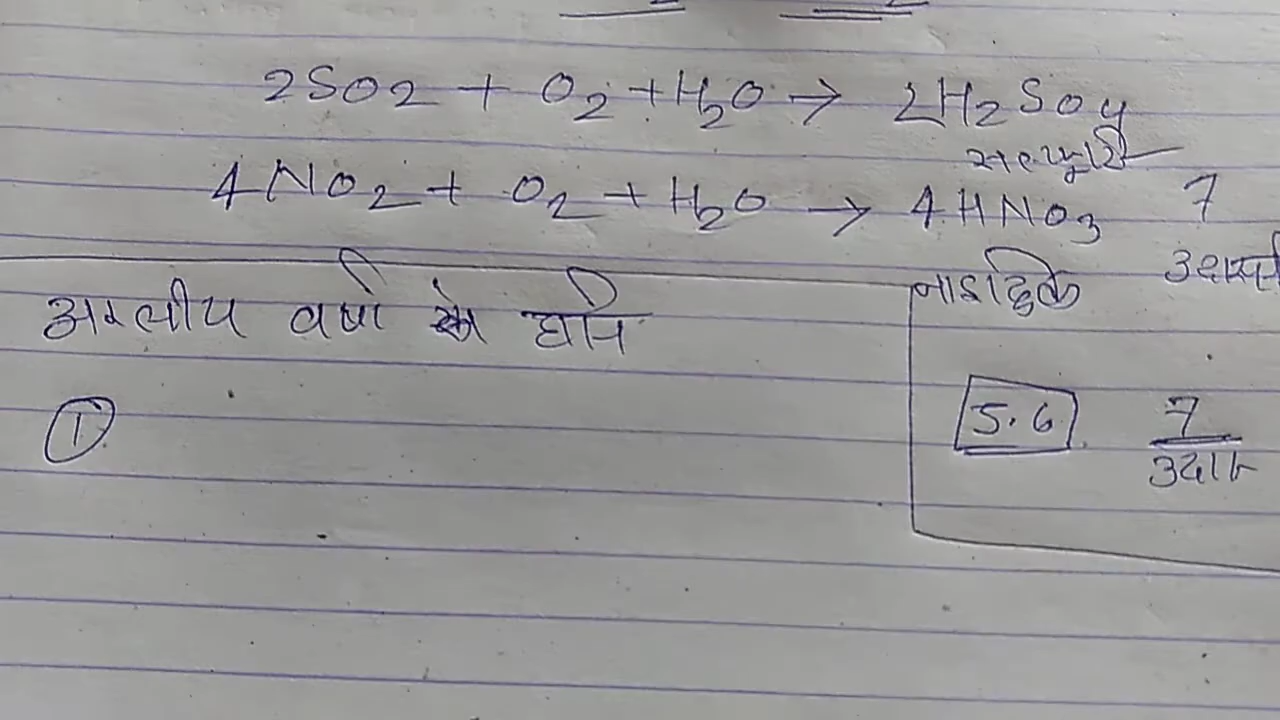 2SO2 + O2 + H2O → 2H2SO4
सल्फ्यूरि
4NO2 + O2 + H2O → 4HNO3 7
नाइट्रिक
अम्लीय वर्षा से हानि
① 5.6 7
उदा